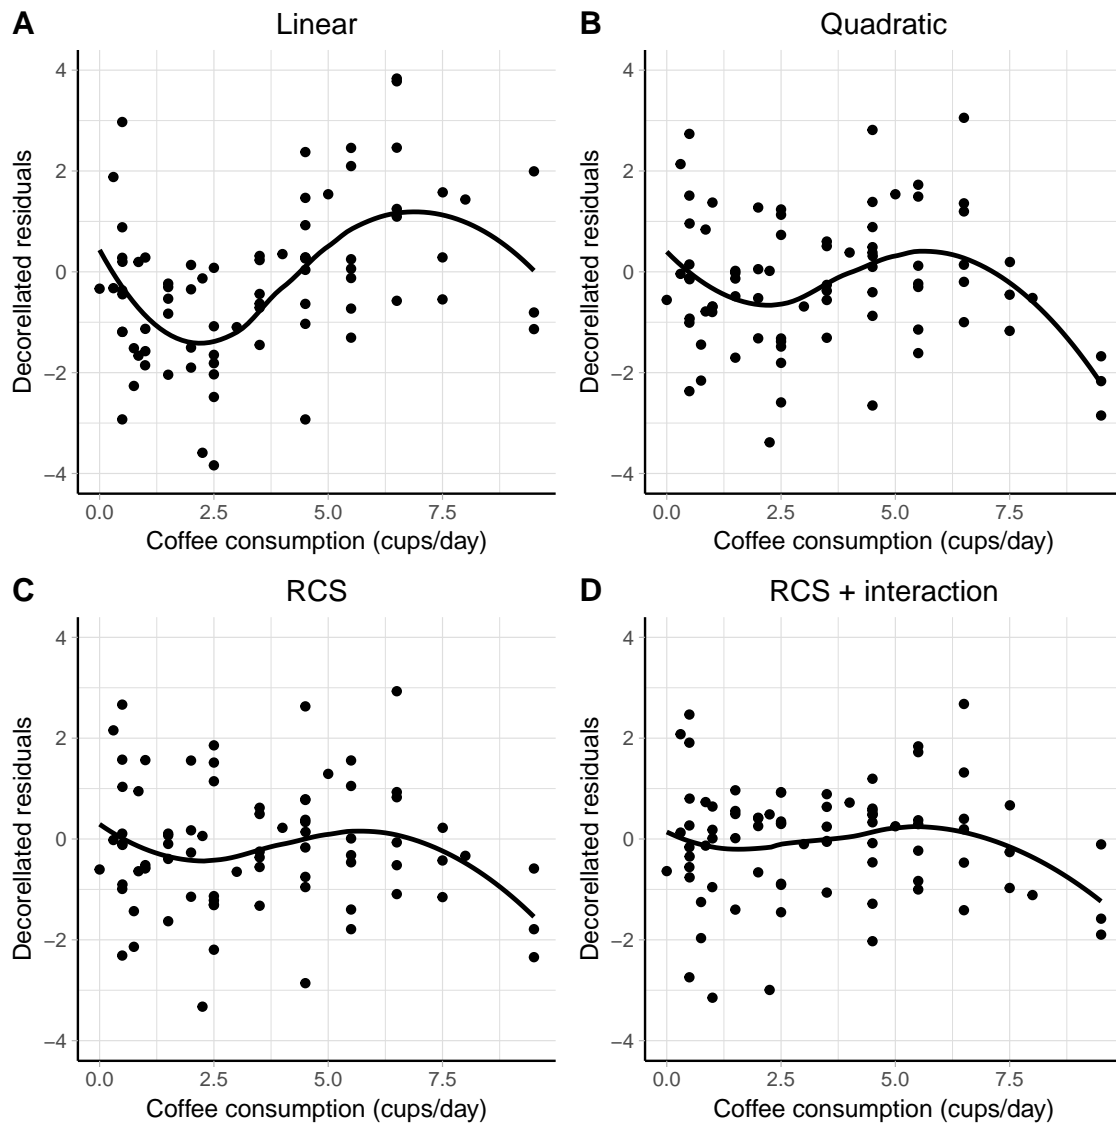 A Linear
4
2
0
−2
−4
Decorellated residuals
0.0 2.5 5.0 7.5
Coffee consumption (cups/day)
B Quadratic
4
2
0
−2
−4
Decorellated residuals
0.0 2.5 5.0 7.5
Coffee consumption (cups/day)
C RCS
4
2
0
−2
−4
Decorellated residuals
0.0 2.5 5.0 7.5
Coffee consumption (cups/day)
D RCS + interaction
4
2
0
−2
−4
Decorellated residuals
0.0 2.5 5.0 7.5
Coffee consumption (cups/day)